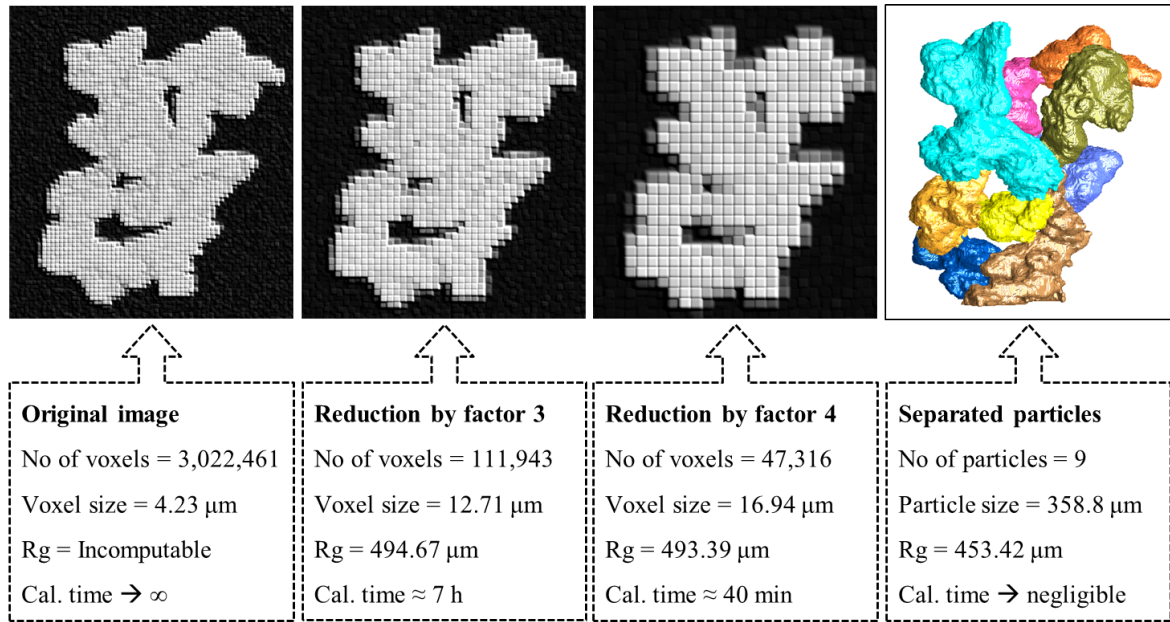 Original image
No of voxels = 3,022,461
Voxel size = 4.23 μm
Rg = Incomputable
Cal. time → ∞
Reduction by factor 3
No of voxels = 111,943
Voxel size = 12.71 μm
Rg = 494.67 μm
Cal. time ≈ 7 h
Reduction by factor 4
No of voxels = 47,316
Voxel size = 16.94 μm
Rg = 493.39 μm
Cal. time ≈ 40 min
Separated particles
No of particles = 9
Particle size = 358.8 μm
Rg = 453.42 μm
Cal. time → negligible